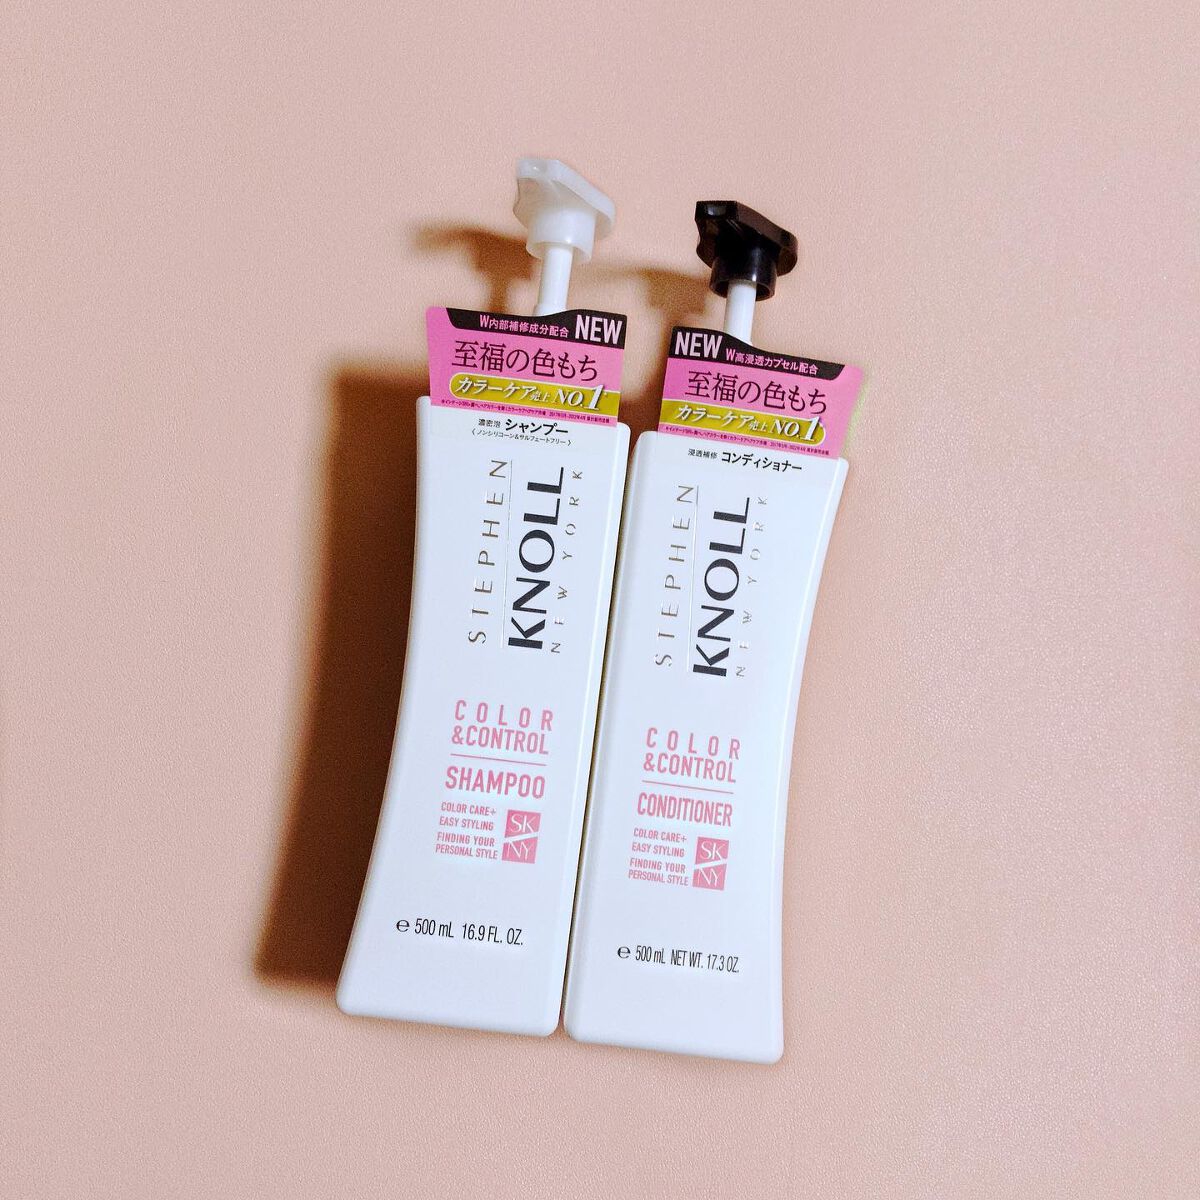 W内部補修成分配合 NEW
至福の色もち
カラーケア売上 NO.1
濃密泡 シャンプー
〈ノンシリコーン&サルフェートフリー〉
STEPHEN
KNOLL
NEW YORK
COLOR
&CONTROL
SHAMPOO
COLOR CARE+
EASY STYLING
FINDING YOUR
PERSONAL STYLE
SK
NY
e 500 mL 16.9 FL. OZ.
NEW W高浸透カプセル配合
至福の色もち
カラーケア売上 NO.1
浸透補修 コンディショナー
STEPHEN
KNOLL
NEW YORK
COLOR
&CONTROL
CONDITIONER
COLOR CARE+
EASY STYLING
FINDING YOUR
PERSONAL STYLE
SK
NY
e 500 mL NET WT. 17.3 OZ.